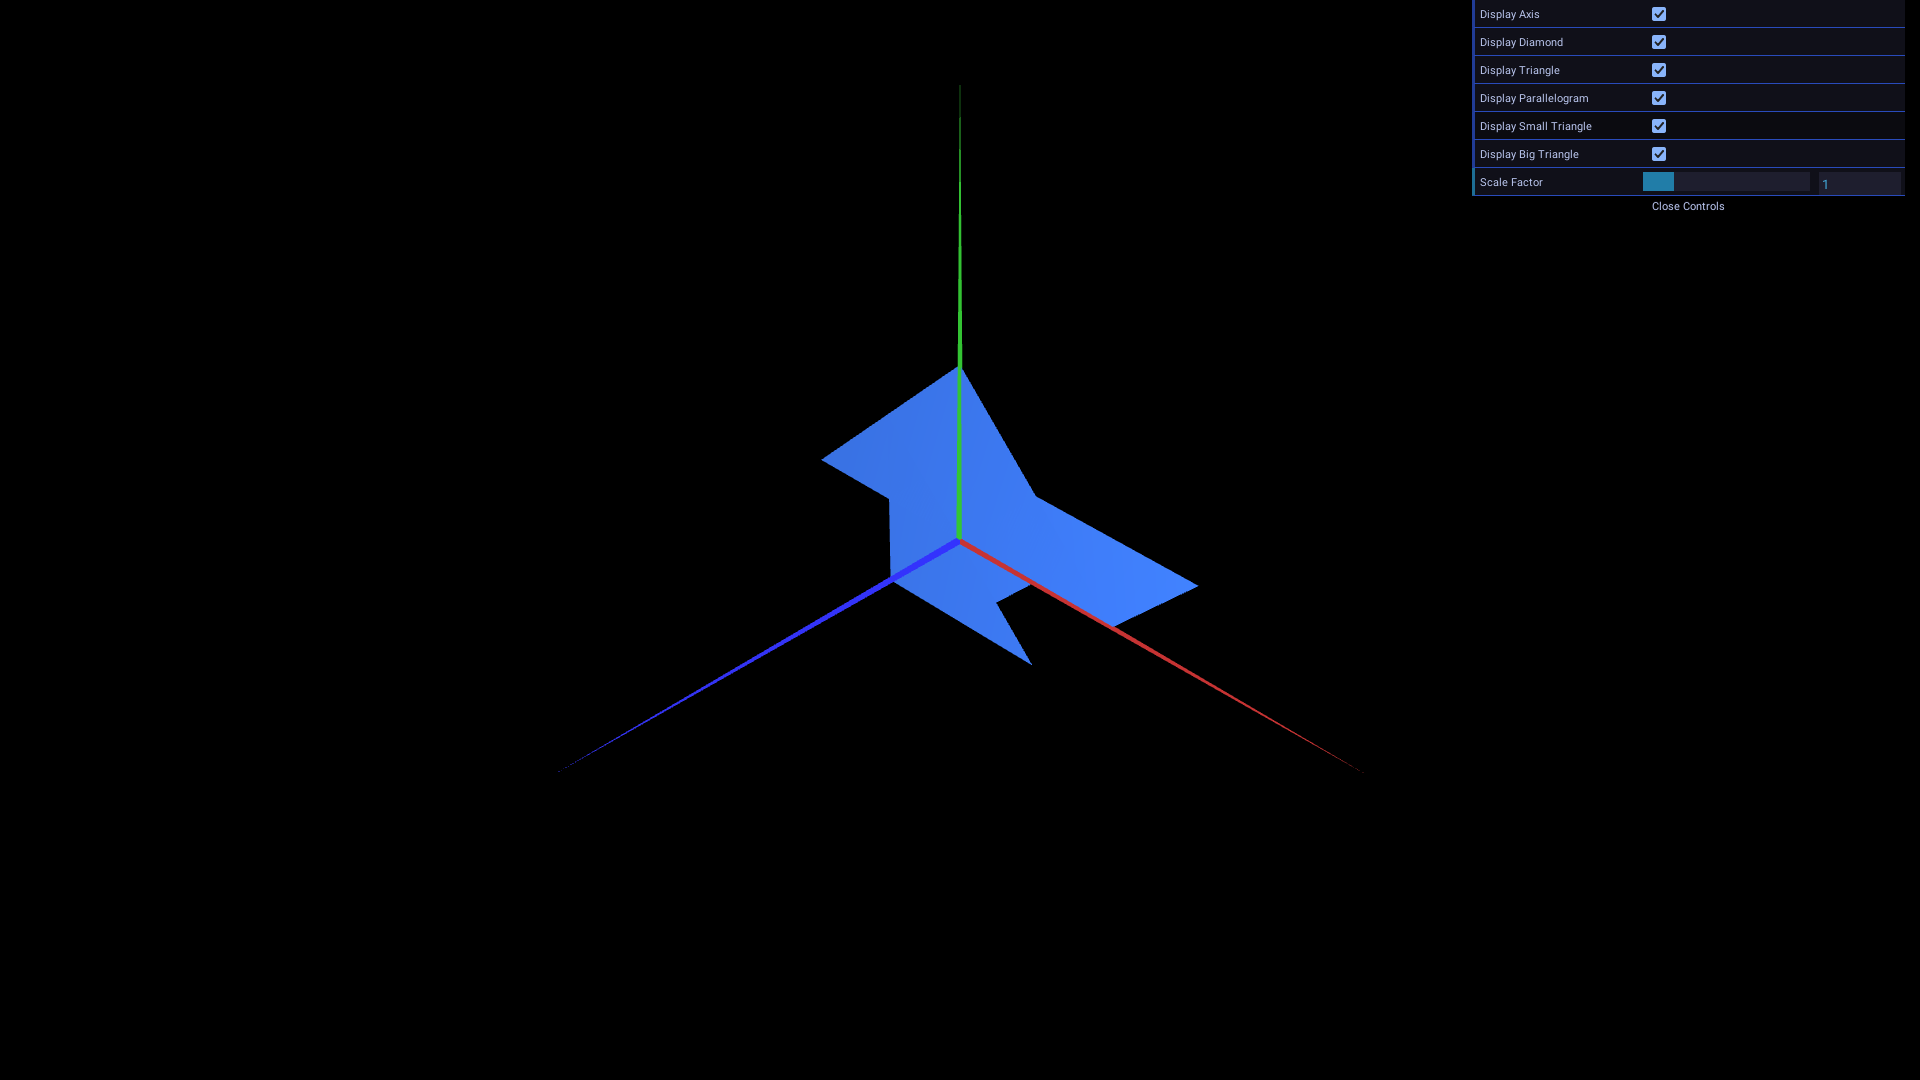 Display Axis
Display Diamond
Display Triangle
Display Parallelogram
Display Small Triangle
Display Big Triangle
Scale Factor 1
Close Controls